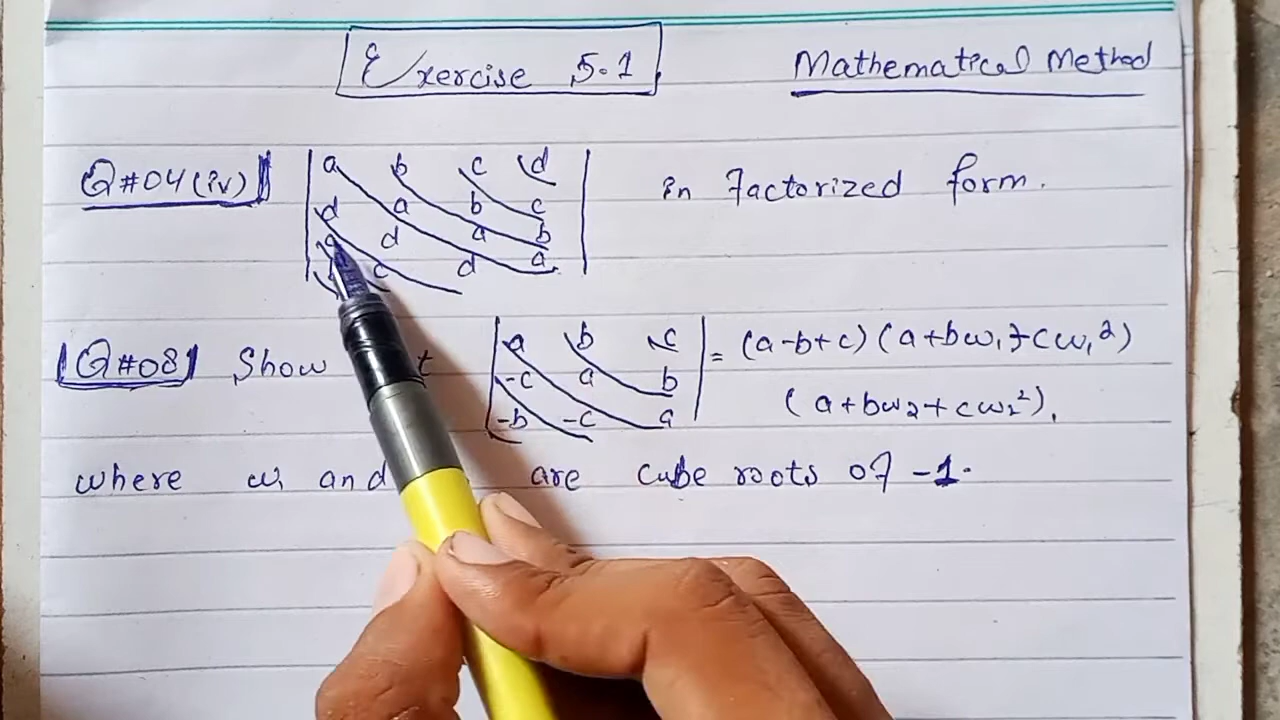 Exercise 5.1 Mathematical Method
Q#04(iv) a b c d in Factorized form.
d a b c
d a b
c d a
Q#08 Show a b c = (a-b+c)(a+bω₁+cω₁²)
-c a b
-b -c a (a+bω₂+cω₂²),
where ω₁ and are cube roots of -1.